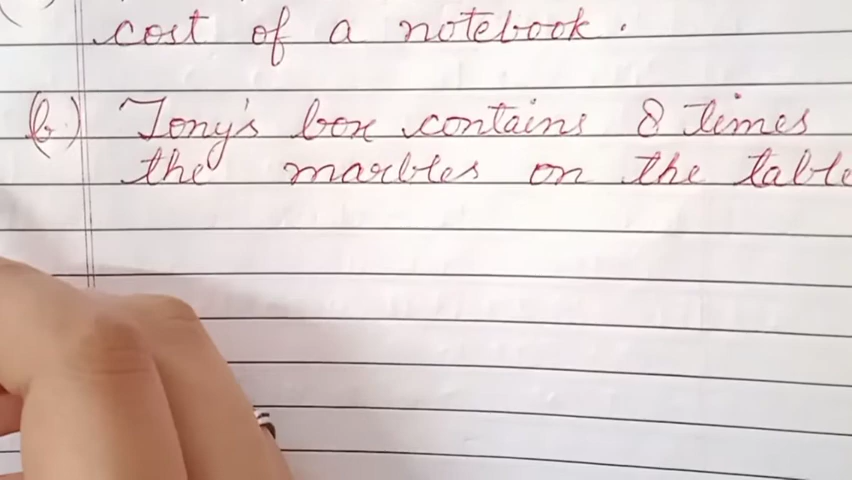 cost of a notebook.
(b.) Tony's box contains 8 times
the marbles on the table